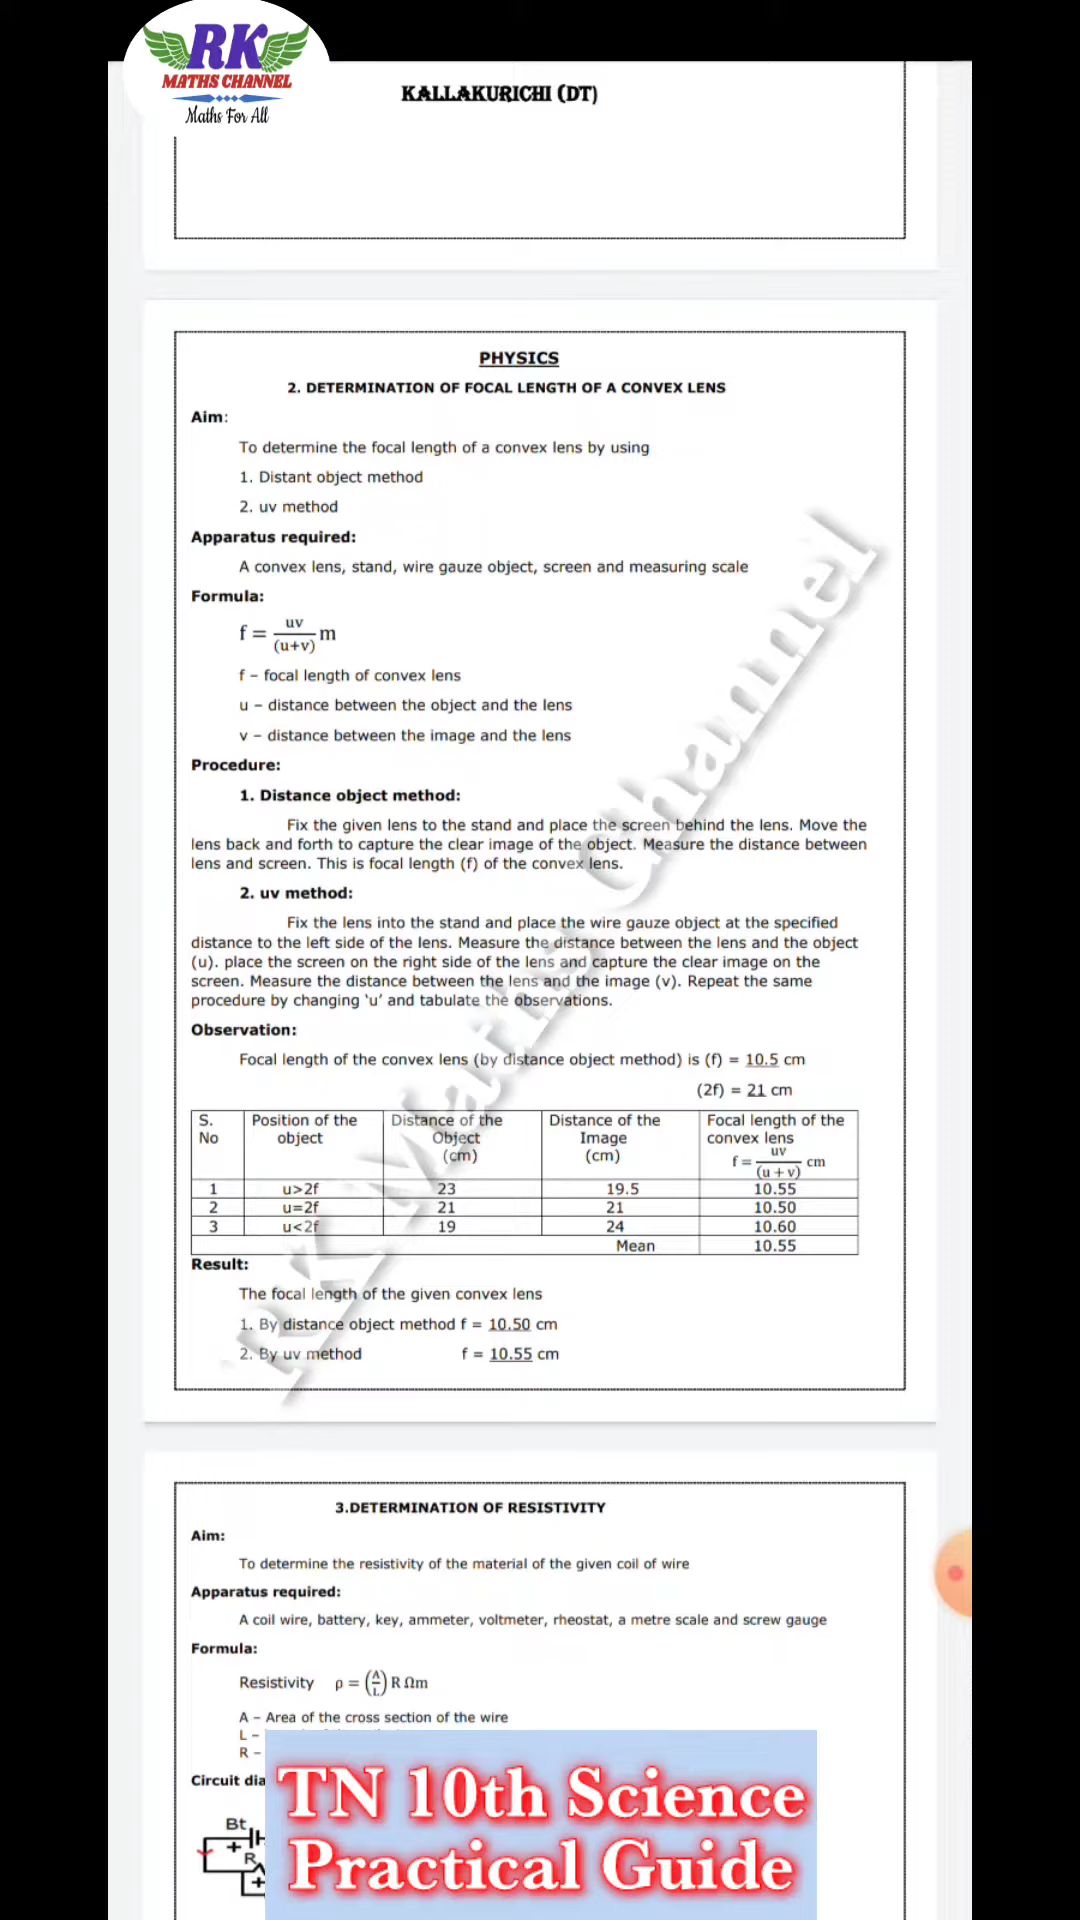 RK
MATHS CHANNEL
Maths For All
KALLAKURICHI (DT)
PHYSICS
2. DETERMINATION OF FOCAL LENGTH OF A CONVEX LENS
Aim:
To determine the focal length of a convex lens by using
1. Distant object method
2. uv method
Apparatus required:
A convex lens, stand, wire gauze object, screen and measuring scale
Formula:
f = uv/(u+v) m
f – focal length of convex lens
u – distance between the object and the lens
v – distance between the image and the lens
Procedure:
1. Distance object method:
Fix the given lens to the stand and place the screen behind the lens. Move the
lens back and forth to capture the clear image of the object. Measure the distance between
lens and screen. This is focal length (f) of the convex lens.
2. uv method:
Fix the lens into the stand and place the wire gauze object at the specified
distance to the left side of the lens. Measure the distance between the lens and the object
(u). place the screen on the right side of the lens and capture the clear image on the
screen. Measure the distance between the lens and the image (v). Repeat the same
procedure by changing ‘u’ and tabulate the observations.
Observation:
Focal length of the convex lens (by distance object method) is (f) = 10.5 cm
(2f) = 21 cm
S. No | Position of the object | Distance of the Object (cm) | Distance of the Image (cm) | Focal length of the convex lens f = uv/(u + v) cm
1 | u>2f | 23 | 19.5 | 10.55
2 | u=2f | 21 | 21 | 10.50
3 | u<2f | 19 | 24 | 10.60
Mean | 10.55
Result:
The focal length of the given convex lens
1. By distance object method f = 10.50 cm
2. By uv method f = 10.55 cm
RK Maths Channel
3.DETERMINATION OF RESISTIVITY
Aim:
To determine the resistivity of the material of the given coil of wire
Apparatus required:
A coil wire, battery, key, ammeter, voltmeter, rheostat, a metre scale and screw gauge
Formula:
Resistivity ρ = (A/L) R Ωm
A – Area of the cross section of the wire
L –
R –
Circuit dia
Bt
+
R
+
TN 10th Science
Practical Guide